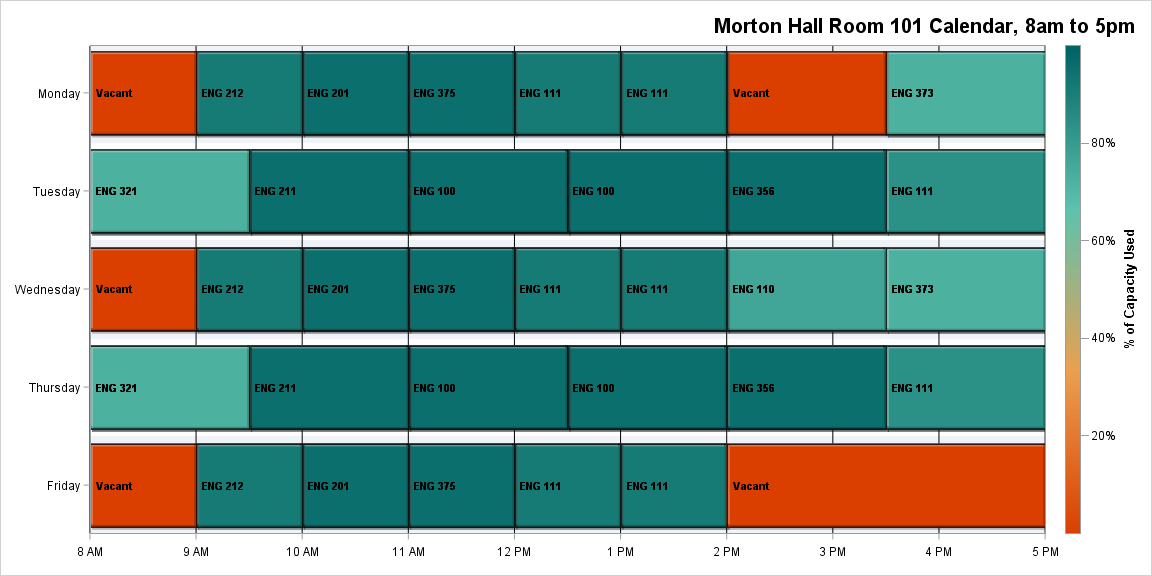 Morton Hall Room 101 Calendar, 8am to 5pm
Monday Vacant ENG 212 ENG 201 ENG 375 ENG 111 ENG 111 Vacant ENG 373
80%
Tuesday ENG 321 ENG 211 ENG 100 ENG 100 ENG 356 ENG 111
60%
Wednesday Vacant ENG 212 ENG 201 ENG 375 ENG 111 ENG 111 ENG 110 ENG 373
% of Capacity Used
40%
Thursday ENG 321 ENG 211 ENG 100 ENG 100 ENG 356 ENG 111
20%
Friday Vacant ENG 212 ENG 201 ENG 375 ENG 111 ENG 111 Vacant
8 AM 9 AM 10 AM 11 AM 12 PM 1 PM 2 PM 3 PM 4 PM 5 PM